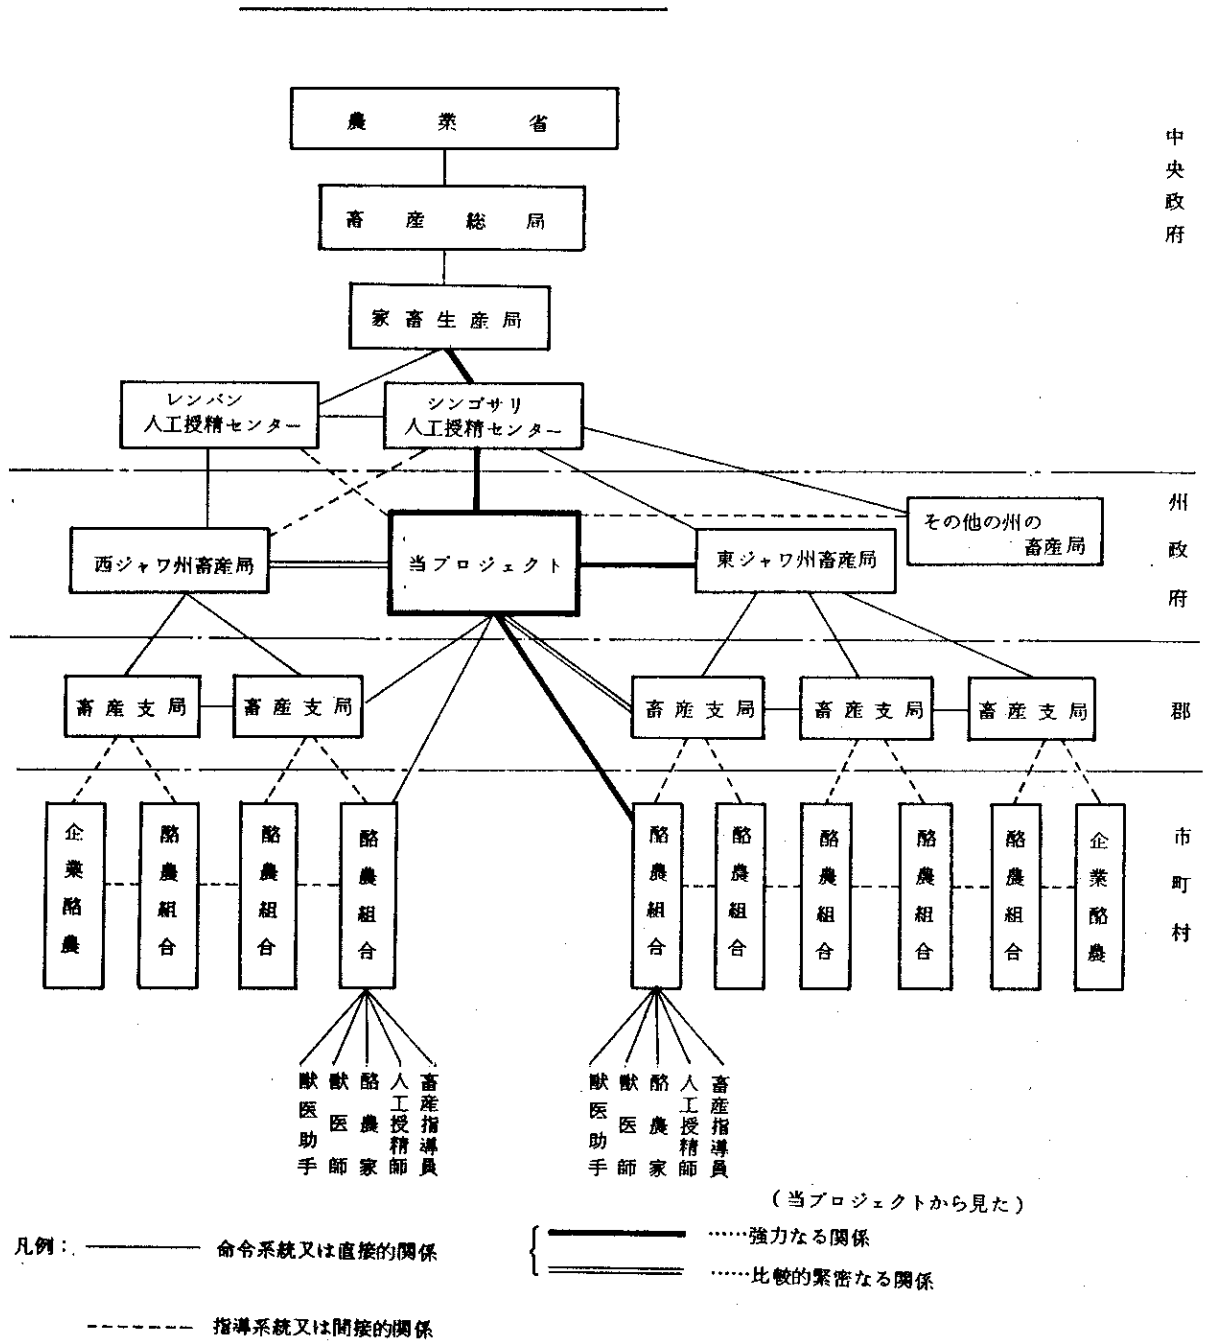 農業省
中央政府
畜産総局
家畜生産局
レンバン
人工授精センター
シンゴサリ
人工授精センター
州政府
その他の州の
畜産局
西ジャワ州畜産局
当プロジェクト
東ジャワ州畜産局
畜産支局
畜産支局
畜産支局
畜産支局
畜産支局
郡
企業酪農
酪農組合
酪農組合
酪農組合
酪農組合
酪農組合
酪農組合
酪農組合
酪農組合
企業酪農
市町村
獣医助手
獣医師
酪農家
人工授精師
畜産指導員
獣医助手
獣医師
酪農家
人工授精師
畜産指導員
(当プロジェクトから見た)
凡例: 命令系統又は直接的関係
……強力なる関係
……比較的緊密なる関係
指導系統又は間接的関係